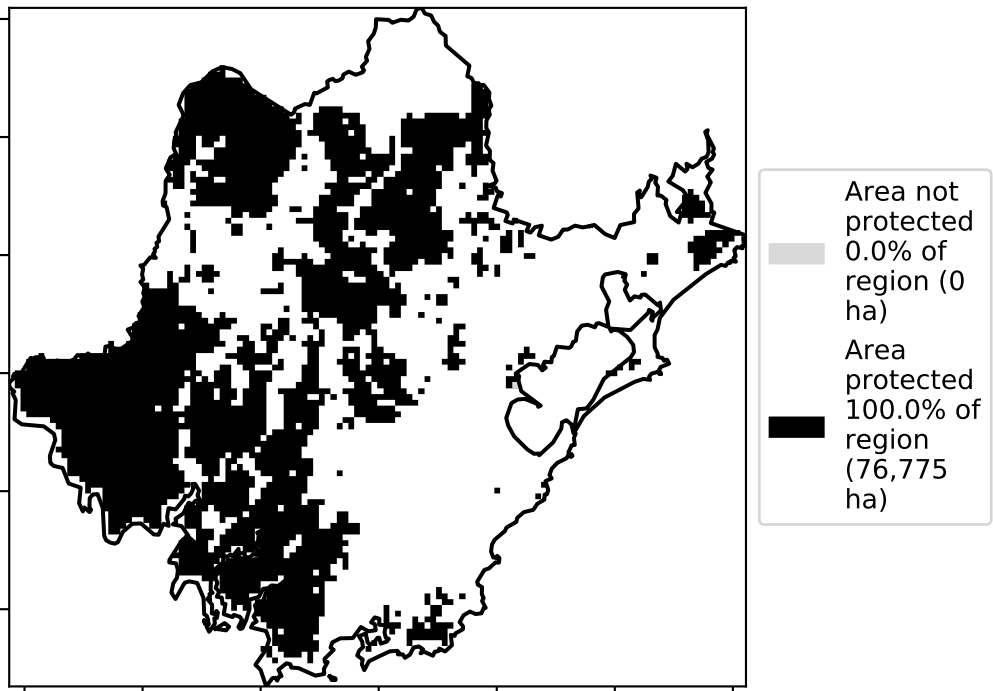 Area not
protected
0.0% of
region (0
ha)
Area
protected
100.0% of
region
(76,775
ha)